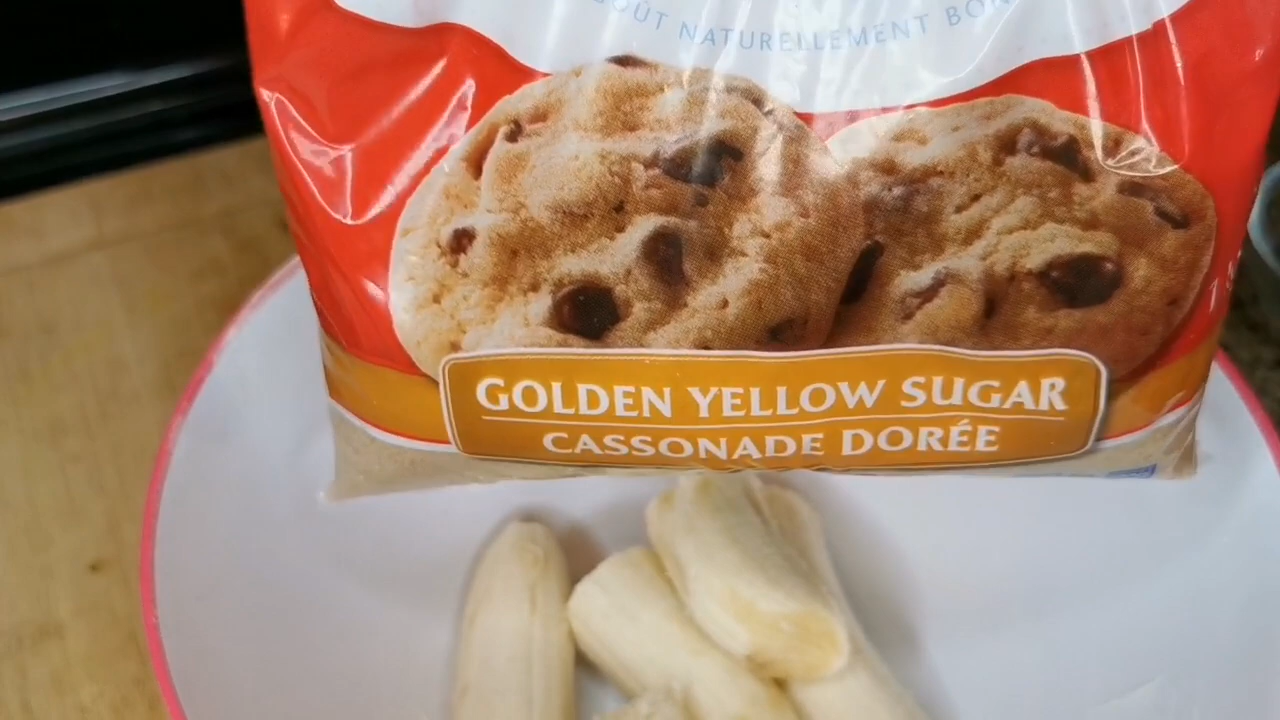 GOÛT NATURELLEMENT BON
GOLDEN YELLOW SUGAR
CASSONADE DORÉE